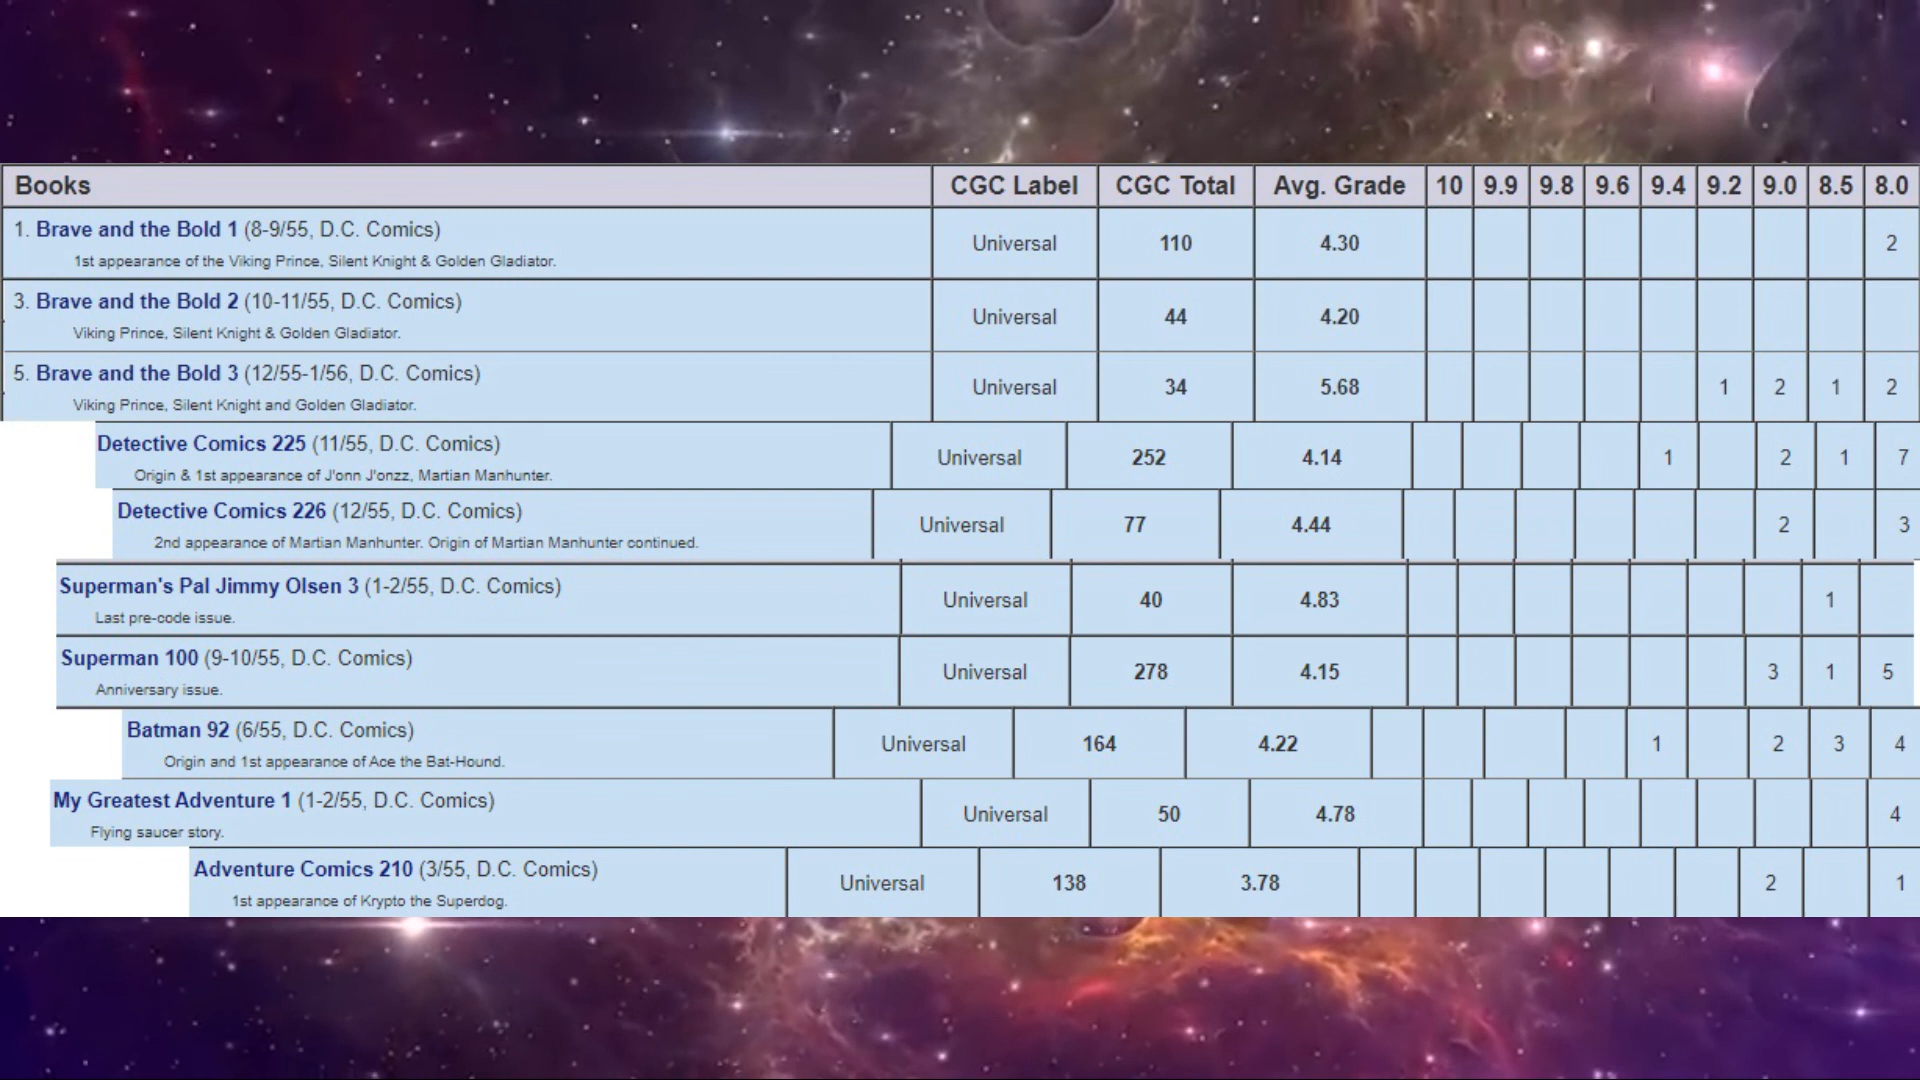 Books CGC Label CGC Total Avg. Grade 10 9.9 9.8 9.6 9.4 9.2 9.0 8.5 8.0
1. Brave and the Bold 1 (8-9/55, D.C. Comics) Universal 110 4.30 2
1st appearance of the Viking Prince, Silent Knight & Golden Gladiator.
3. Brave and the Bold 2 (10-11/55, D.C. Comics) Universal 44 4.20
Viking Prince, Silent Knight & Golden Gladiator.
5. Brave and the Bold 3 (12/55-1/56, D.C. Comics) Universal 34 5.68 1 2 1 2
Viking Prince, Silent Knight and Golden Gladiator.
Detective Comics 225 (11/55, D.C. Comics) Universal 252 4.14 1 2 1 7
Origin & 1st appearance of J'onn J'onzz, Martian Manhunter.
Detective Comics 226 (12/55, D.C. Comics) Universal 77 4.44 2 3
2nd appearance of Martian Manhunter. Origin of Martian Manhunter continued.
Superman's Pal Jimmy Olsen 3 (1-2/55, D.C. Comics) Universal 40 4.83 1
Last pre-code issue.
Superman 100 (9-10/55, D.C. Comics) Universal 278 4.15 3 1 5
Anniversary issue.
Batman 92 (6/55, D.C. Comics) Universal 164 4.22 1 2 3 4
Origin and 1st appearance of Ace the Bat-Hound.
My Greatest Adventure 1 (1-2/55, D.C. Comics) Universal 50 4.78 4
Flying saucer story.
Adventure Comics 210 (3/55, D.C. Comics) Universal 138 3.78 2 1
1st appearance of Krypto the Superdog.